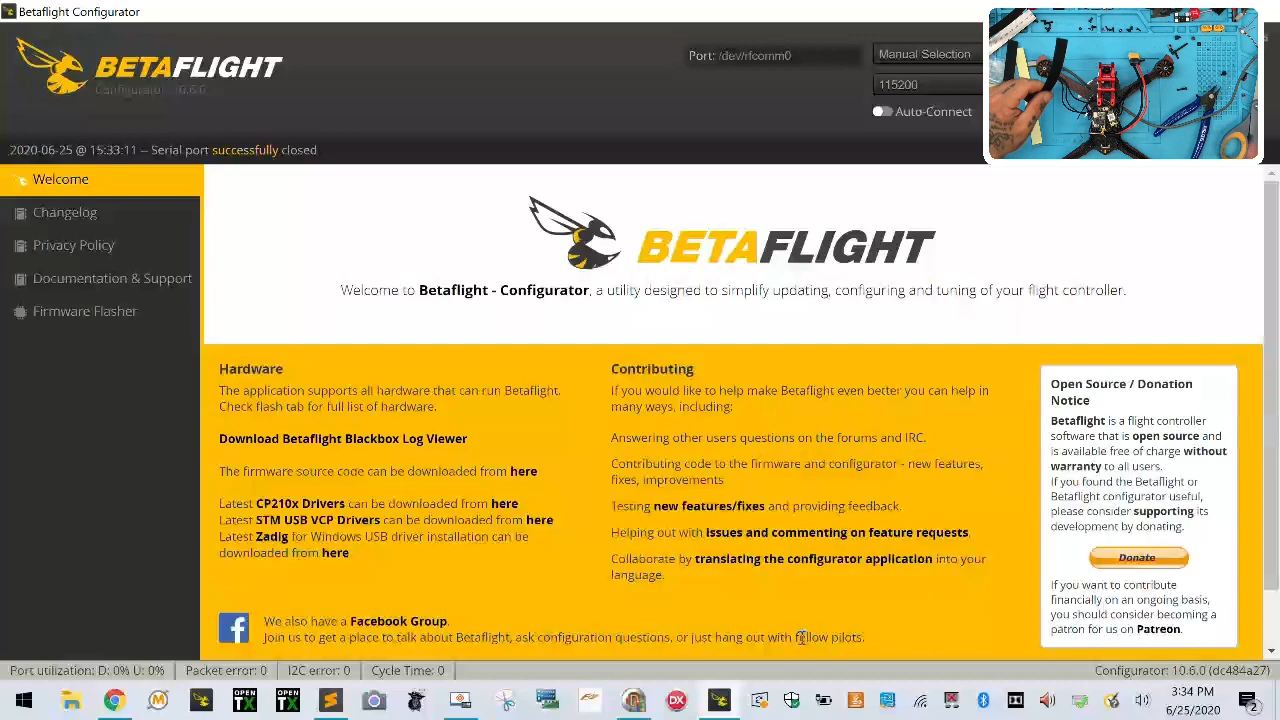 Betaflight Configurator
BETAFLIGHT
Configurator 10.6.0
Port: /dev/rfcomm0
Manual Selection
115200
Auto-Connect
2020-06-25 @ 15:33:11 -- Serial port successfully closed
Welcome
Changelog
Privacy Policy
Documentation & Support
Firmware Flasher
BETAFLIGHT
Welcome to Betaflight - Configurator, a utility designed to simplify updating, configuring and tuning of your flight controller.
Hardware
The application supports all hardware that can run Betaflight.
Check flash tab for full list of hardware.
Download Betaflight Blackbox Log Viewer
The firmware source code can be downloaded from here
Latest CP210x Drivers can be downloaded from here
Latest STM USB VCP Drivers can be downloaded from here
Latest Zadig for Windows USB driver installation can be
downloaded from here
Contributing
If you would like to help make Betaflight even better you can help in
many ways, including:
Answering other users questions on the forums and IRC.
Contributing code to the firmware and configurator - new features,
fixes, improvements
Testing new features/fixes and providing feedback.
Helping out with issues and commenting on feature requests.
Collaborate by translating the configurator application into your
language.
Open Source / Donation
Notice
Betaflight is a flight controller
software that is open source and
is available free of charge without
warranty to all users.
If you found the Betaflight or
Betaflight configurator useful,
please consider supporting its
development by donating.
Donate
If you want to contribute
financially on an ongoing basis,
you should consider becoming a
patron for us on Patreon.
We also have a Facebook Group.
Join us to get a place to talk about Betaflight, ask configuration questions, or just hang out with fellow pilots.
Port utilization: D: 0% U: 0%
Packet error: 0
I2C error: 0
Cycle Time: 0
Configurator: 10.6.0 (dc484a27)
OPEN
TX
OPEN
TX
DX
3:34 PM
6/25/2020
2